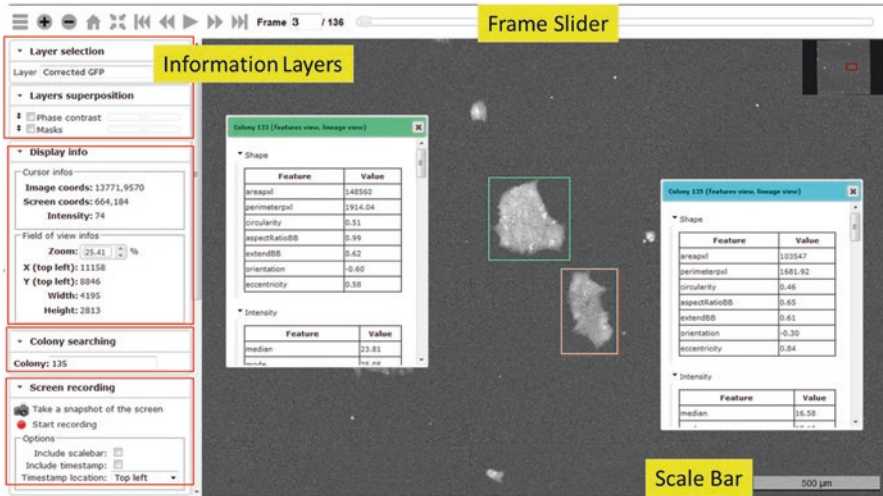 Frame 3 / 136
Frame Slider
Layer selection
Layer Corrected GFP
Information Layers
Layers superposition
Phase contrast
Masks
Display info
Cursor infos
Image coords: 13771,9570
Screen coords: 664,184
Intensity: 74
Field of view infos
Zoom: 25.41 %
X (top left): 11158
Y (top left): 8846
Width: 4195
Height: 2813
Colony searching
Colony: 135
Screen recording
Take a snapshot of the screen
Start recording
Options
Include scalebar:
Include timestamp:
Timestamp location: Top left
Colony 133 (features view, lineage view)
Shape
Feature Value
areapxl 148560
perimeterpxl 1914.04
circularity 0.51
aspectRatioBB 0.99
extendBB 0.62
orientation -0.60
eccentricity 0.58
Intensity
Feature Value
median 23.81
Colony 135 (features view, lineage view)
Shape
Feature Value
areapxl 103547
perimeterpxl 1681.92
circularity 0.46
aspectRatioBB 0.65
extendBB 0.61
orientation -0.30
eccentricity 0.84
Intensity
Feature Value
median 16.58
Scale Bar
500 µm